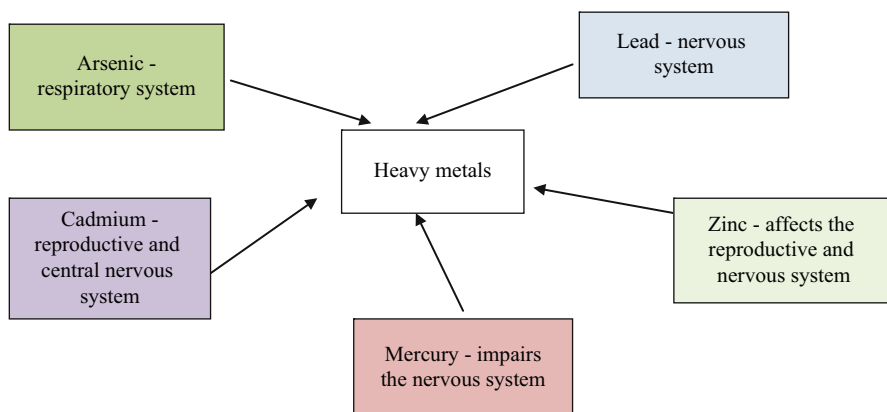 Arsenic -
respiratory system
Lead - nervous
system
Heavy metals
Cadmium -
reproductive and
central nervous
system
Zinc - affects the
reproductive and
nervous system
Mercury - impairs
the nervous system